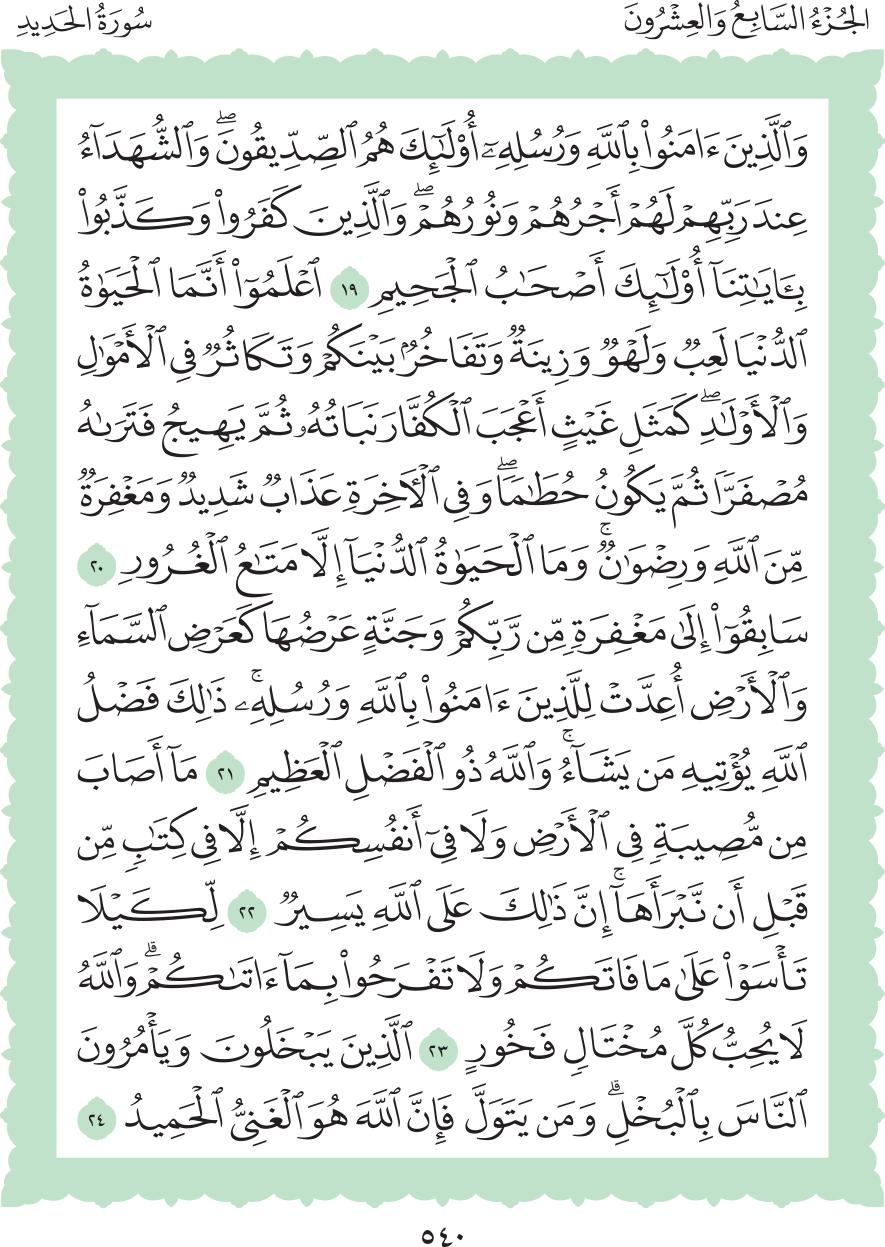 الجُزْءُ السَّابِعُ وَالعِشْرُونَ
سُورَةُ الحَدِيدِ
وَٱلَّذِينَ ءَامَنُواْ بِٱللَّهِ وَرُسُلِهِۦٓ أُوْلَٰٓئِكَ هُمُ ٱلصِّدِّيقُونَۖ وَٱلشُّهَدَآءُ
عِندَ رَبِّهِمۡ لَهُمۡ أَجۡرُهُمۡ وَنُورُهُمۡۖ وَٱلَّذِينَ كَفَرُواْ وَكَذَّبُواْ
بِـَٔايَٰتِنَآ أُوْلَٰٓئِكَ أَصۡحَٰبُ ٱلۡجَحِيمِ ١٩ ٱعۡلَمُوٓاْ أَنَّمَا ٱلۡحَيَوٰةُ
ٱلدُّنۡيَا لَعِبٞ وَلَهۡوٞ وَزِينَةٞ وَتَفَاخُرُۢ بَيۡنَكُمۡ وَتَكَاثُرٞ فِي ٱلۡأَمۡوَٰلِ
وَٱلۡأَوۡلَٰدِۖ كَمَثَلِ غَيۡثٍ أَعۡجَبَ ٱلۡكُفَّارَ نَبَاتُهُۥ ثُمَّ يَهِيجُ فَتَرَىٰهُ
مُصۡفَرّٗا ثُمَّ يَكُونُ حُطَٰمٗاۖ وَفِي ٱلۡأٓخِرَةِ عَذَابٞ شَدِيدٞ وَمَغۡفِرَةٞ
مِّنَ ٱللَّهِ وَرِضۡوَٰنٞۚ وَمَا ٱلۡحَيَوٰةُ ٱلدُّنۡيَآ إِلَّا مَتَٰعُ ٱلۡغُرُورِ ٢٠
سَابِقُوٓاْ إِلَىٰ مَغۡفِرَةٖ مِّن رَّبِّكُمۡ وَجَنَّةٍ عَرۡضُهَا كَعَرۡضِ ٱلسَّمَآءِ
وَٱلۡأَرۡضِ أُعِدَّتۡ لِلَّذِينَ ءَامَنُواْ بِٱللَّهِ وَرُسُلِهِۦۚ ذَٰلِكَ فَضۡلُ
ٱللَّهِ يُؤۡتِيهِ مَن يَشَآءُۚ وَٱللَّهُ ذُو ٱلۡفَضۡلِ ٱلۡعَظِيمِ ٢١ مَآ أَصَابَ
مِن مُّصِيبَةٖ فِي ٱلۡأَرۡضِ وَلَا فِيٓ أَنفُسِكُمۡ إِلَّا فِي كِتَٰبٖ مِّن
قَبۡلِ أَن نَّبۡرَأَهَآۚ إِنَّ ذَٰلِكَ عَلَى ٱللَّهِ يَسِيرٞ ٢٢ لِّكَيۡلَا
تَأۡسَوۡاْ عَلَىٰ مَا فَاتَكُمۡ وَلَا تَفۡرَحُواْ بِمَآ ءَاتَىٰكُمۡۗ وَٱللَّهُ
لَا يُحِبُّ كُلَّ مُخۡتَالٖ فَخُورٍ ٢٣ ٱلَّذِينَ يَبۡخَلُونَ وَيَأۡمُرُونَ
ٱلنَّاسَ بِٱلۡبُخۡلِۗ وَمَن يَتَوَلَّ فَإِنَّ ٱللَّهَ هُوَ ٱلۡغَنِيُّ ٱلۡحَمِيدُ ٢٤
٥٤٠